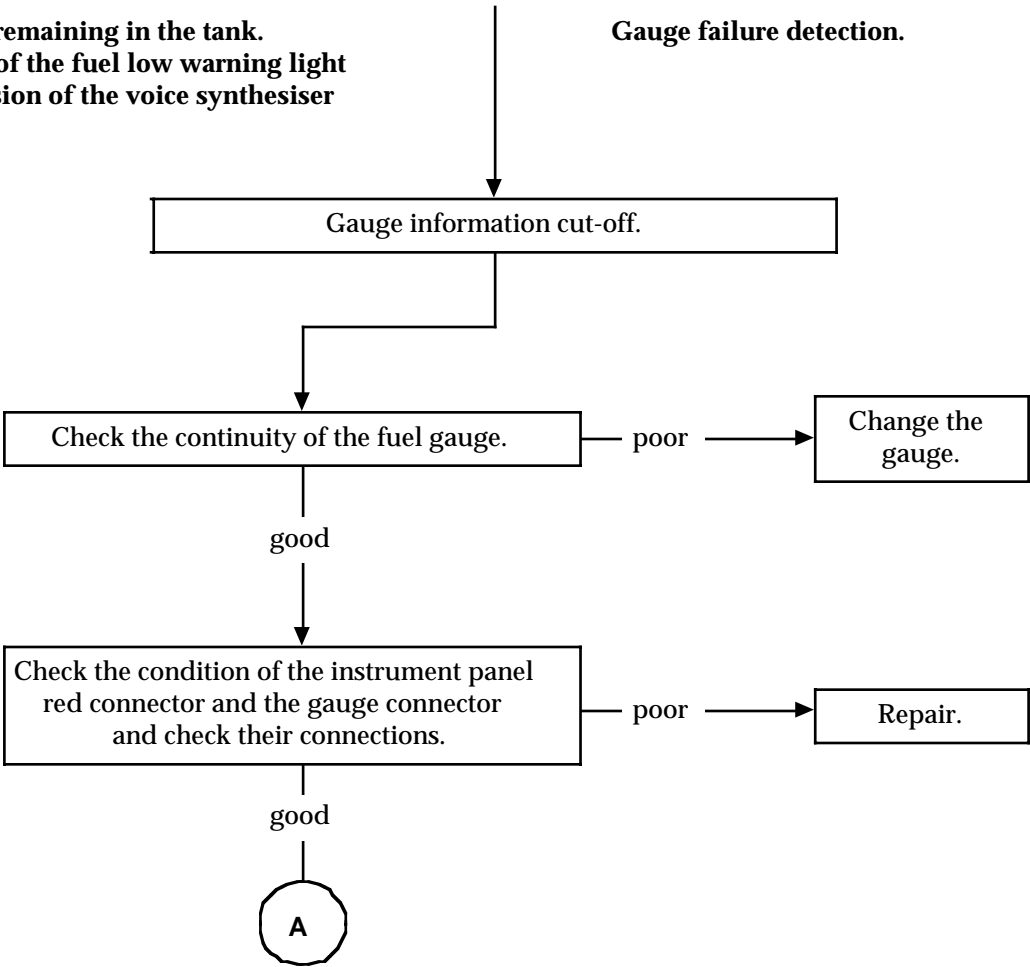 remaining in the tank.
of the fuel low warning light
sion of the voice synthesiser
Gauge failure detection.
Gauge information cut-off.
Check the continuity of the fuel gauge.
poor
Change the
gauge.
good
Check the condition of the instrument panel
red connector and the gauge connector
and check their connections.
poor
Repair.
good
A